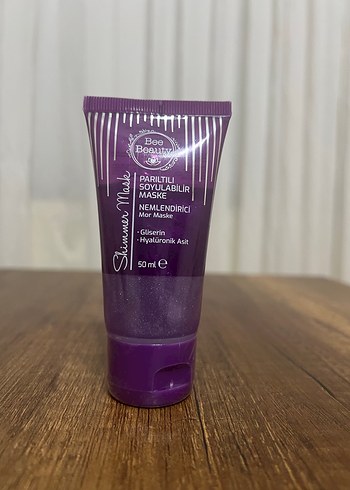 Bee
Beauty
Shimmer Mask
PARILTILI
SOYULABİLİR
MASKE
NEMLENDİRİCİ
Mor Maske
· Gliserin
· Hyalüronik Asit
50 ml ℮